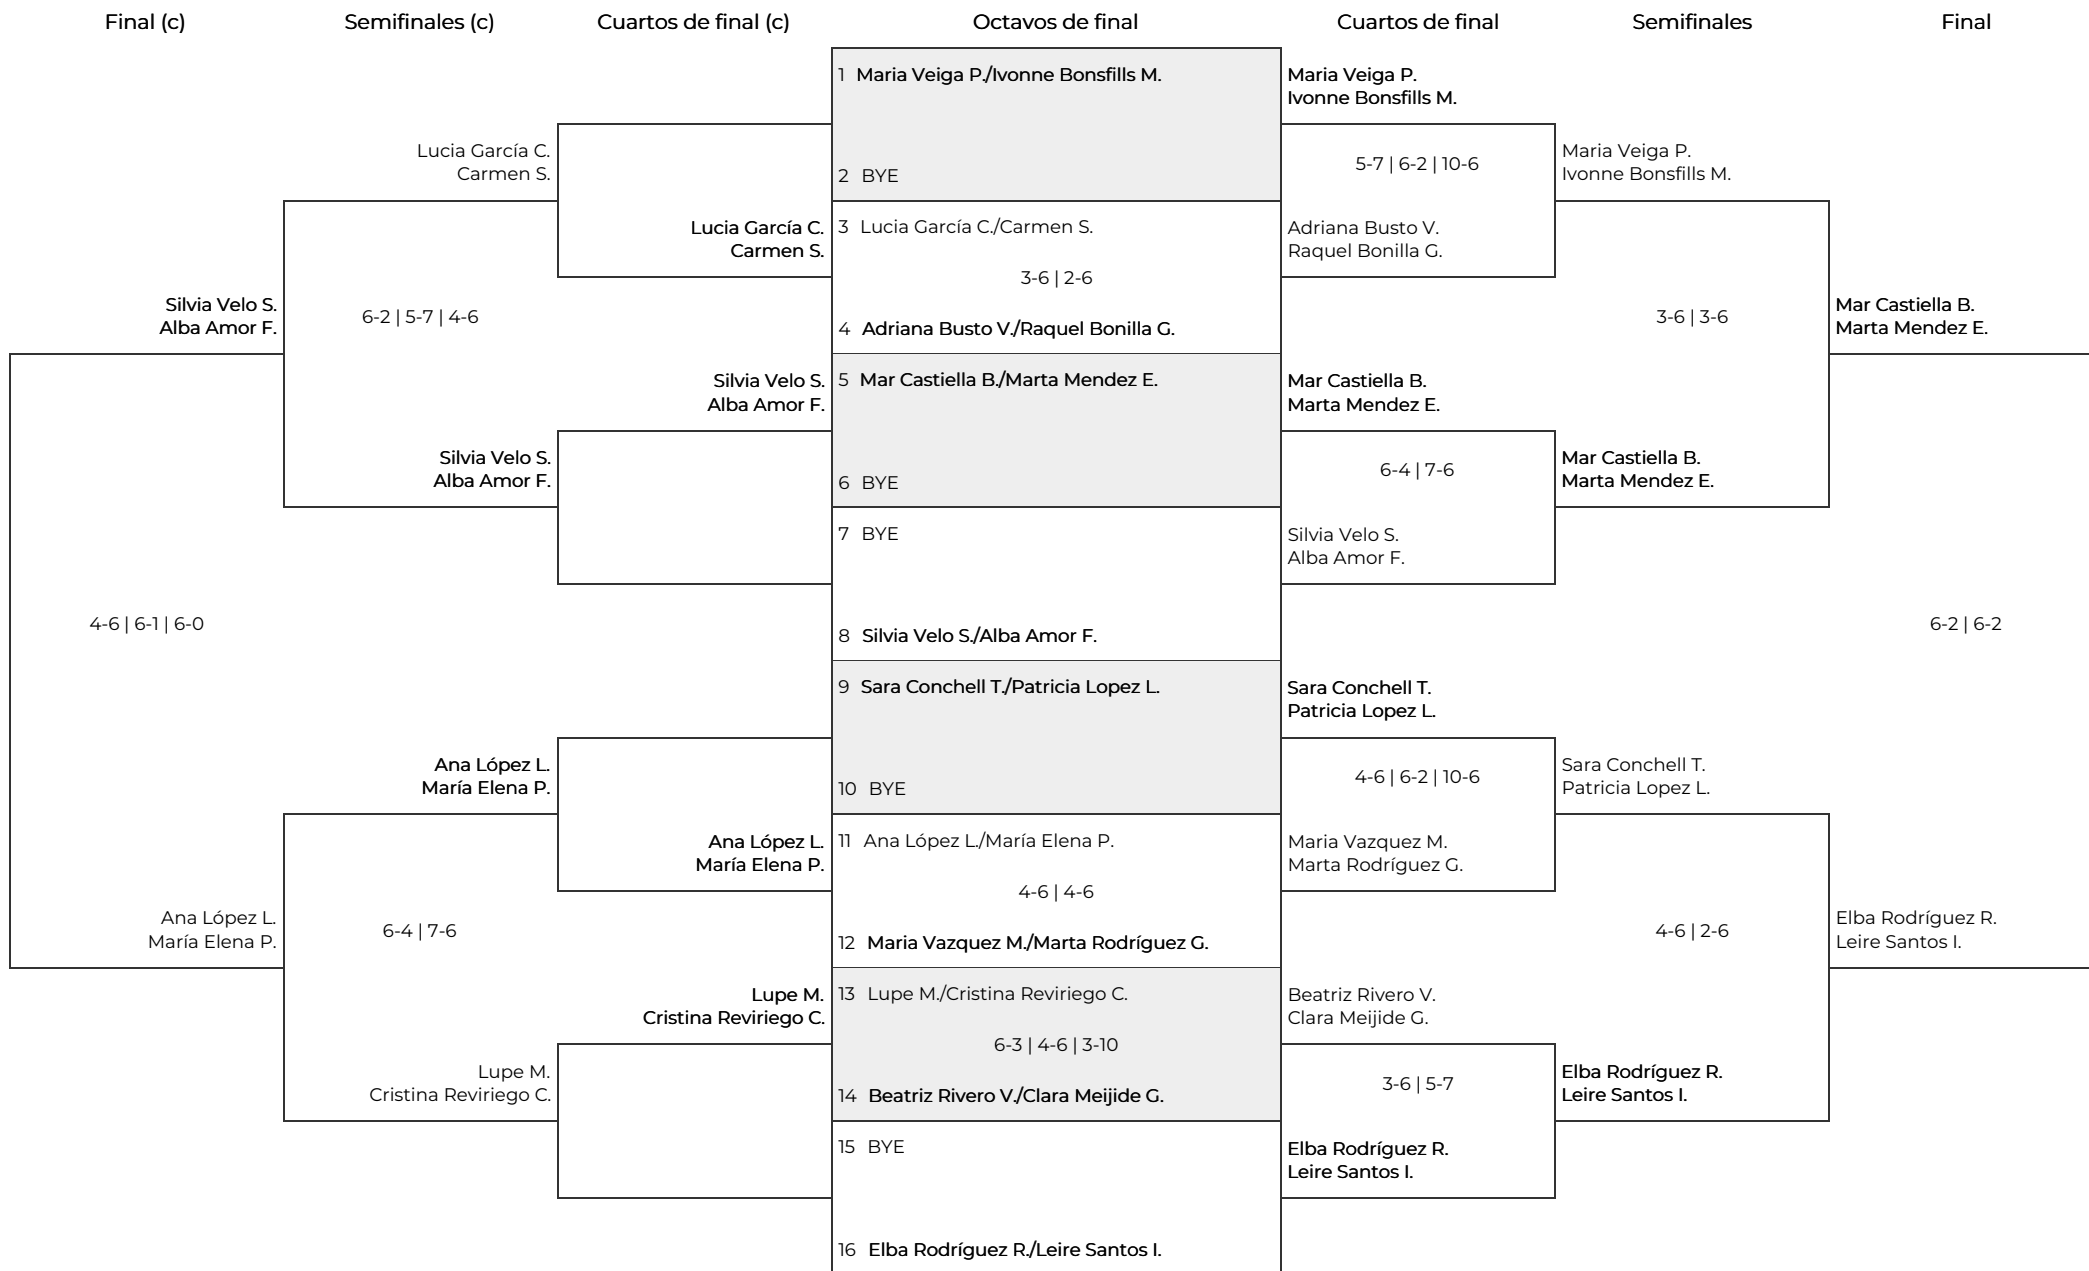 Final (c)
Semifinales (c)
Cuartos de final (c)
Octavos de final
Cuartos de final
Semifinales
Final
Silvia Velo S.
Alba Amor F.
4-6 | 6-1 | 6-0
Ana López L.
María Elena P.
Lucia García C.
Carmen S.
6-2 | 5-7 | 4-6
Silvia Velo S.
Alba Amor F.
Ana López L.
María Elena P.
6-4 | 7-6
Lupe M.
Cristina Reviriego C.
Lucia García C.
Carmen S.
Silvia Velo S.
Alba Amor F.
Ana López L.
María Elena P.
Lupe M.
Cristina Reviriego C.
1 Maria Veiga P./Ivonne Bonsfills M.
2 BYE
3 Lucia García C./Carmen S.
3-6 | 2-6
4 Adriana Busto V./Raquel Bonilla G.
5 Mar Castiella B./Marta Mendez E.
6 BYE
7 BYE
8 Silvia Velo S./Alba Amor F.
9 Sara Conchell T./Patricia Lopez L.
10 BYE
11 Ana López L./María Elena P.
4-6 | 4-6
12 Maria Vazquez M./Marta Rodríguez G.
13 Lupe M./Cristina Reviriego C.
6-3 | 4-6 | 3-10
14 Beatriz Rivero V./Clara Meijide G.
15 BYE
16 Elba Rodríguez R./Leire Santos I.
Maria Veiga P.
Ivonne Bonsfills M.
5-7 | 6-2 | 10-6
Adriana Busto V.
Raquel Bonilla G.
Mar Castiella B.
Marta Mendez E.
6-4 | 7-6
Silvia Velo S.
Alba Amor F.
Sara Conchell T.
Patricia Lopez L.
4-6 | 6-2 | 10-6
Maria Vazquez M.
Marta Rodríguez G.
Beatriz Rivero V.
Clara Meijide G.
3-6 | 5-7
Elba Rodríguez R.
Leire Santos I.
Maria Veiga P.
Ivonne Bonsfills M.
3-6 | 3-6
Mar Castiella B.
Marta Mendez E.
Sara Conchell T.
Patricia Lopez L.
4-6 | 2-6
Elba Rodríguez R.
Leire Santos I.
Mar Castiella B.
Marta Mendez E.
6-2 | 6-2
Elba Rodríguez R.
Leire Santos I.